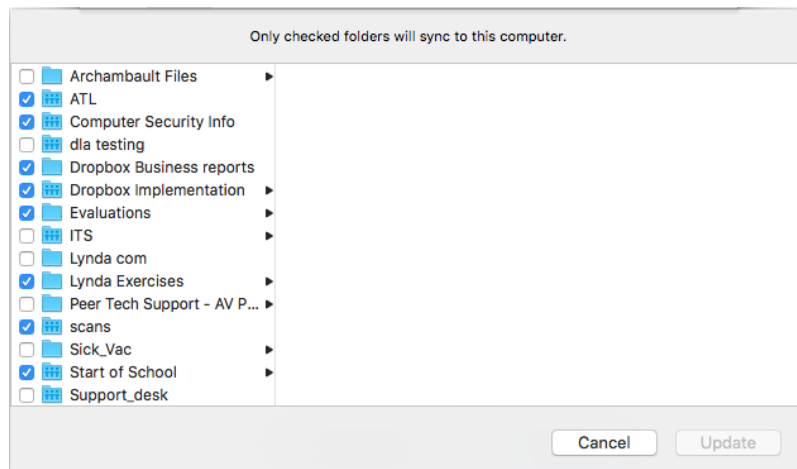 Only checked folders will sync to this computer.
Archambault Files
ATL
Computer Security Info
dla testing
Dropbox Business reports
Dropbox Implementation
Evaluations
ITS
Lynda com
Lynda Exercises
Peer Tech Support - AV P...
scans
Sick_Vac
Start of School
Support_desk
Cancel
Update